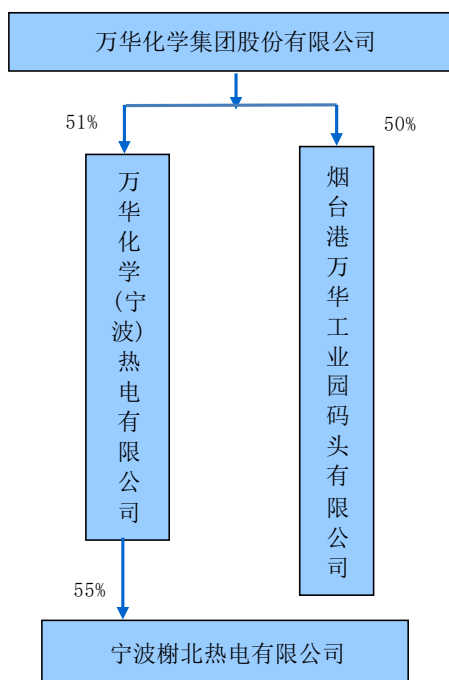 万华化学集团股份有限公司
51%
50%
万华化学(宁波)热电有限公司
烟台港万华工业园码头有限公司
55%
宁波榭北热电有限公司